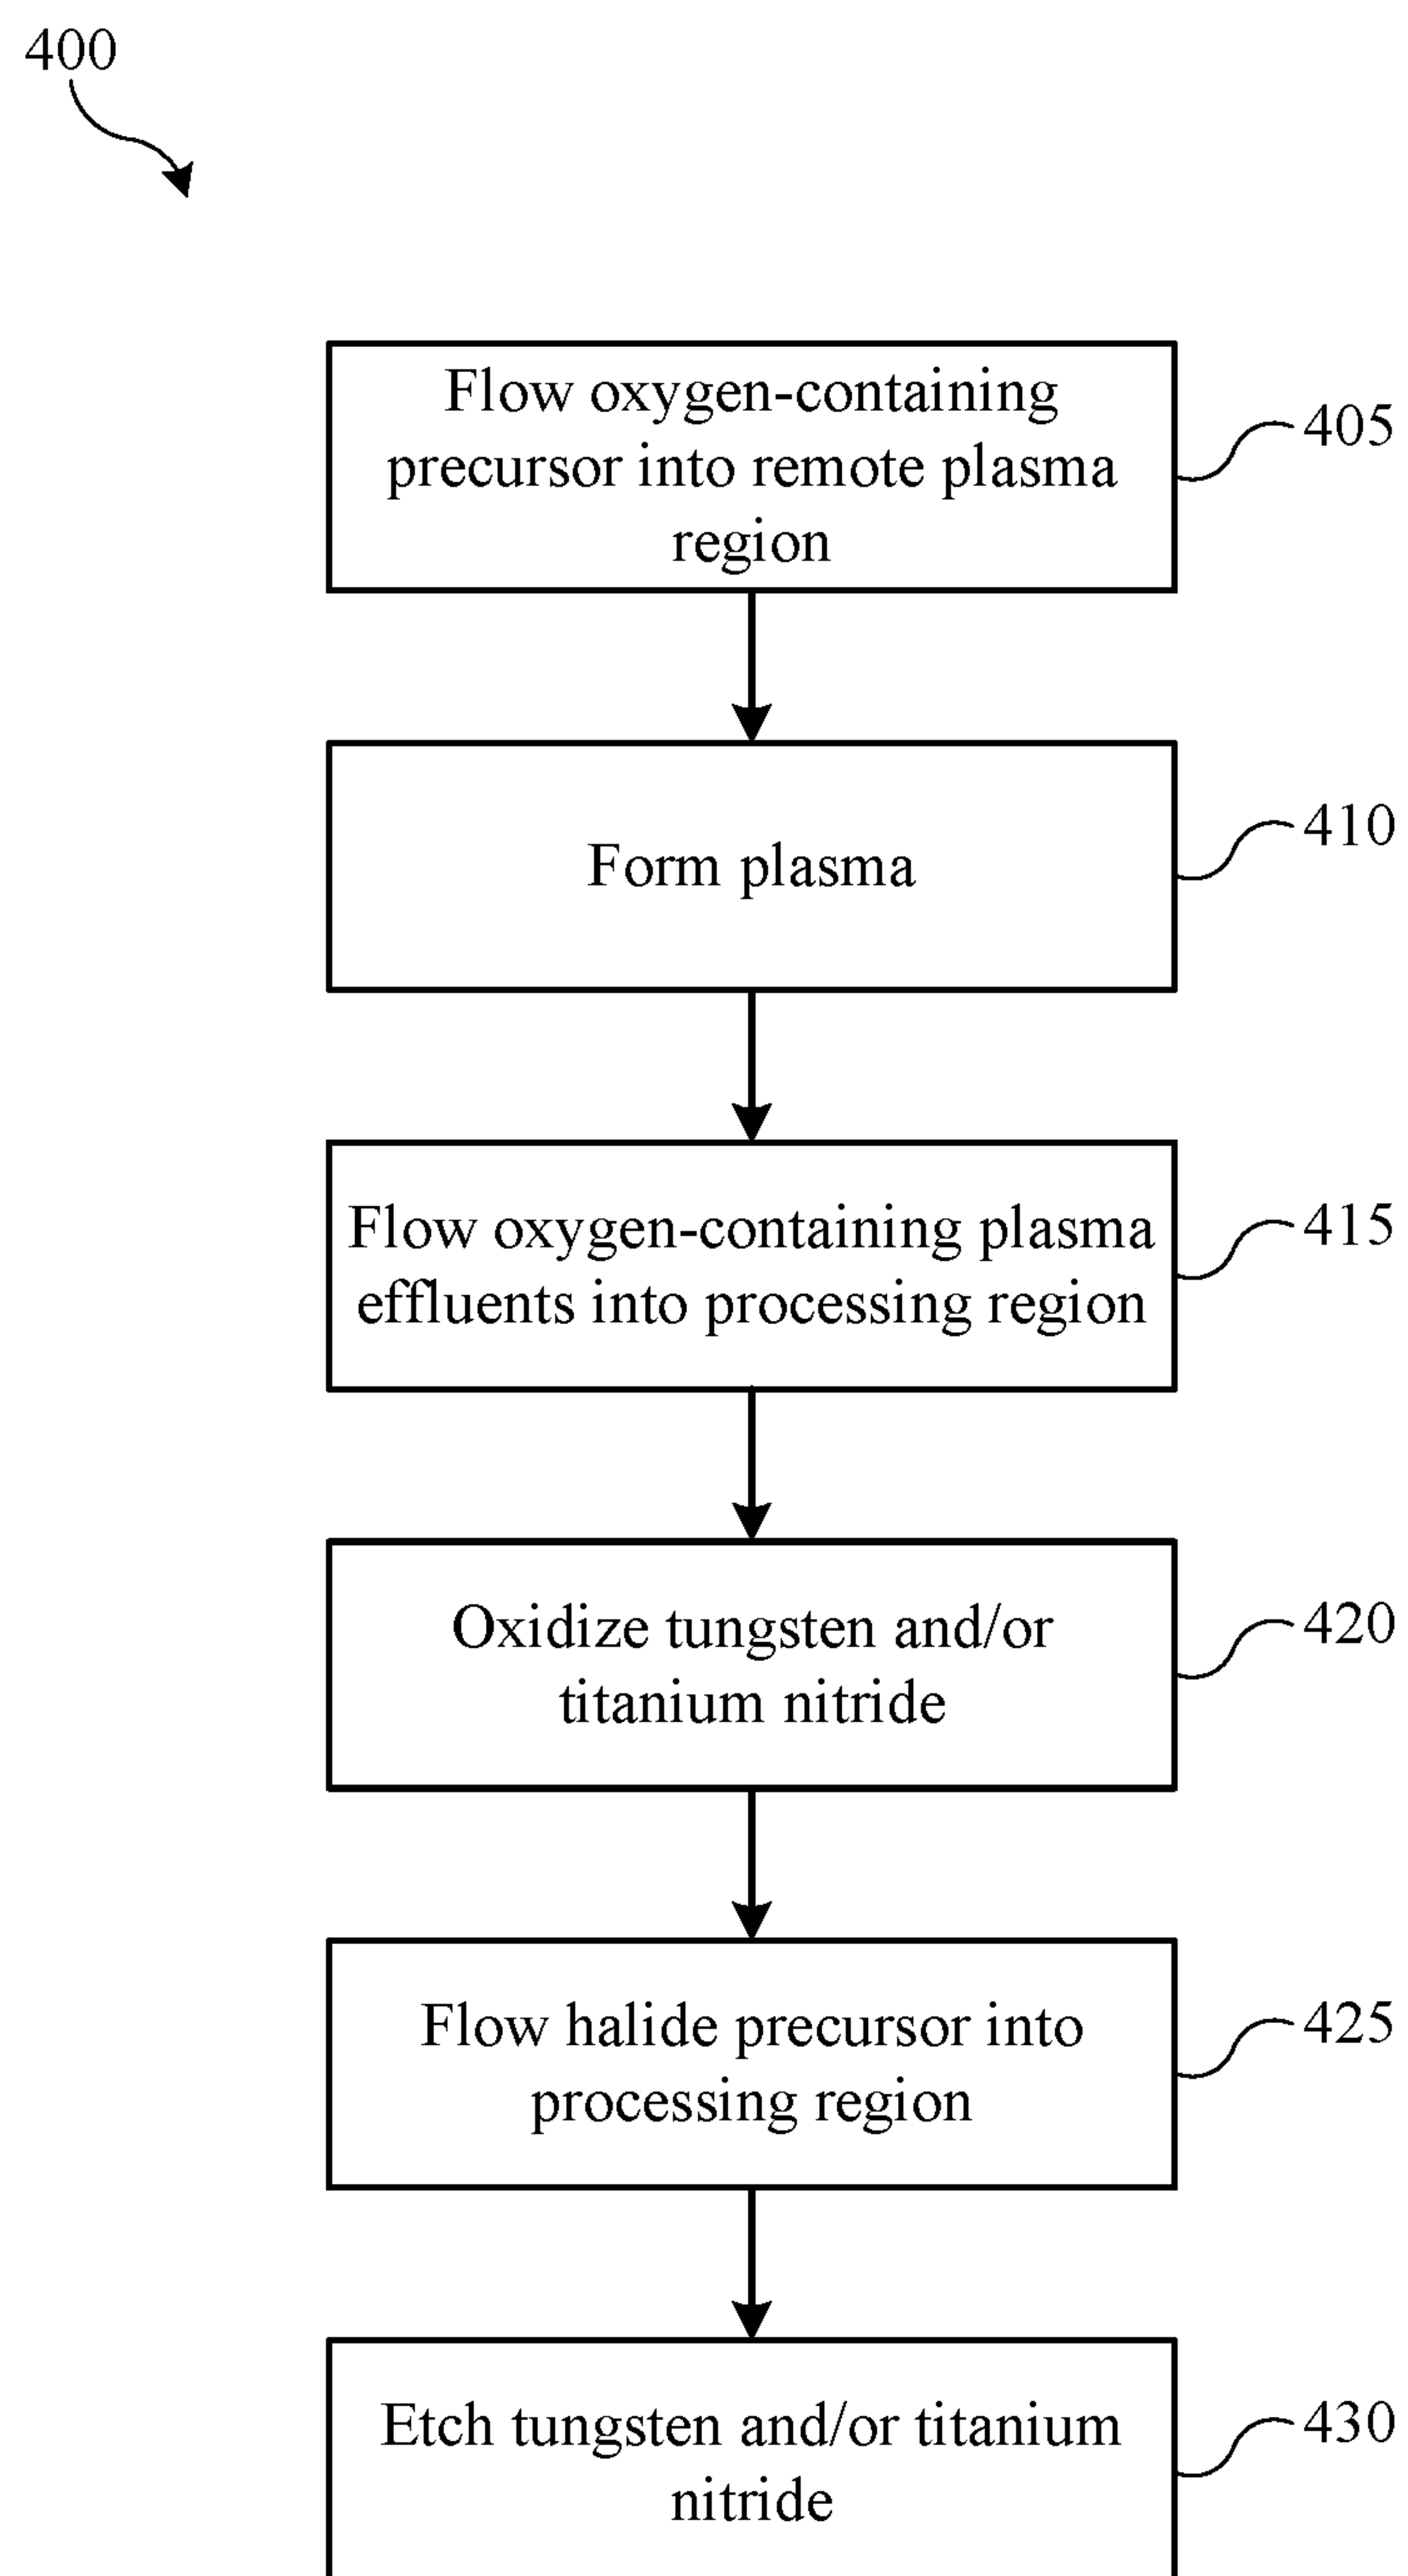 400
Flow oxygen-containing
precursor into remote plasma
region
405
Form plasma
410
Flow oxygen-containing plasma
effluents into processing region
415
Oxidize tungsten and/or
titanium nitride
420
Flow halide precursor into
processing region
425
Etch tungsten and/or titanium
nitride
430